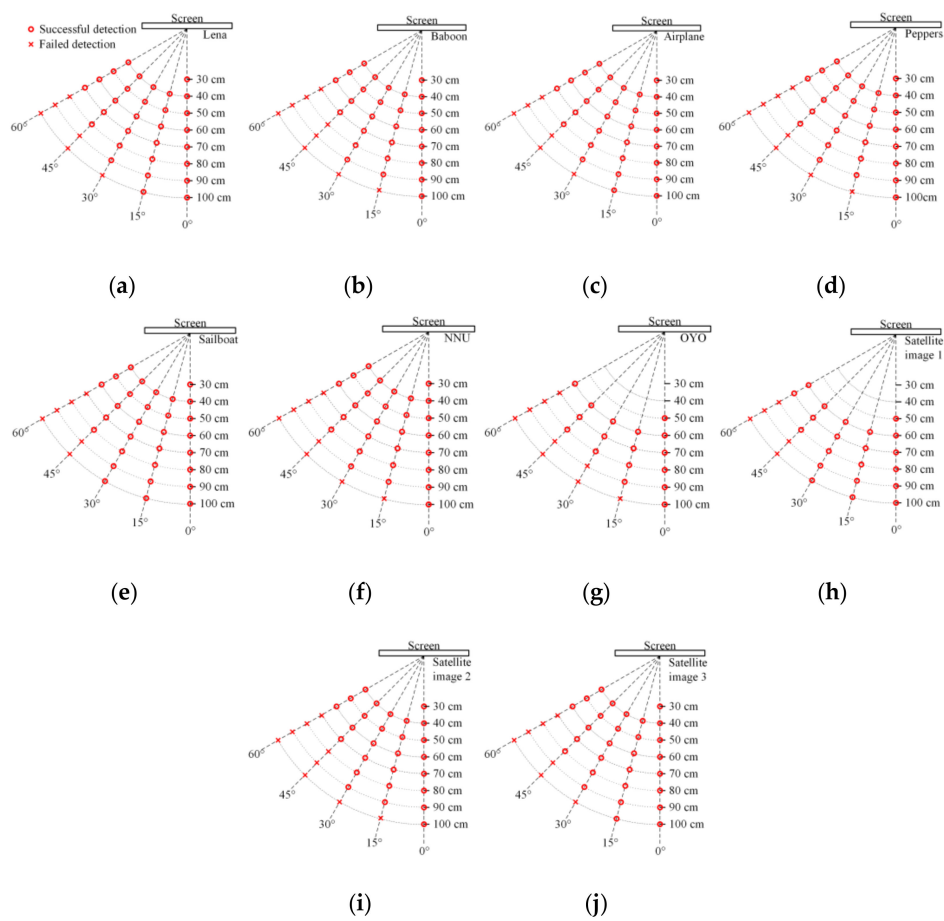 Screen
Lena
Successful detection
Failed detection
30 cm
40 cm
50 cm
60 cm
70 cm
80 cm
90 cm
100 cm
60°
45°
30°
15°
0°
(a)
Screen
Baboon
30 cm
40 cm
50 cm
60 cm
70 cm
80 cm
90 cm
100 cm
60°
45°
30°
15°
0°
(b)
Screen
Airplane
30 cm
40 cm
50 cm
60 cm
70 cm
80 cm
90 cm
100 cm
60°
45°
30°
15°
0°
(c)
Screen
Peppers
30 cm
40 cm
50 cm
60 cm
70 cm
80 cm
90 cm
100cm
60°
45°
30°
15°
0°
(d)
Screen
Sailboat
30 cm
40 cm
50 cm
60 cm
70 cm
80 cm
90 cm
100 cm
60°
45°
30°
15°
0°
(e)
Screen
NNU
30 cm
40 cm
50 cm
60 cm
70 cm
80 cm
90 cm
100 cm
60°
45°
30°
15°
0°
(f)
Screen
OYO
30 cm
40 cm
50 cm
60 cm
70 cm
80 cm
90 cm
100 cm
60°
45°
30°
15°
0°
(g)
Screen
Satellite
image 1
30 cm
40 cm
50 cm
60 cm
70 cm
80 cm
90 cm
100 cm
60°
45°
30°
15°
0°
(h)
Screen
Satellite
image 2
30 cm
40 cm
50 cm
60 cm
70 cm
80 cm
90 cm
100 cm
60°
45°
30°
15°
0°
(i)
Screen
Satellite
image 3
30 cm
40 cm
50 cm
60 cm
70 cm
80 cm
90 cm
100 cm
60°
45°
30°
15°
0°
(j)